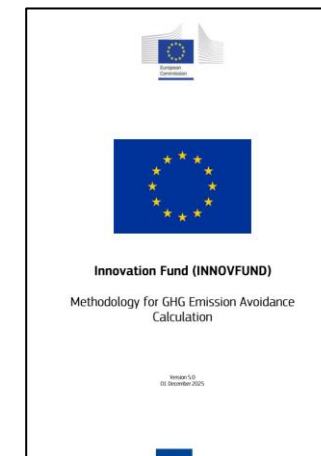 European
Commission
Innovation Fund (INNOVFUND)
Methodology for GHG Emission Avoidance
Calculation
Version 5.0
01 December 2025